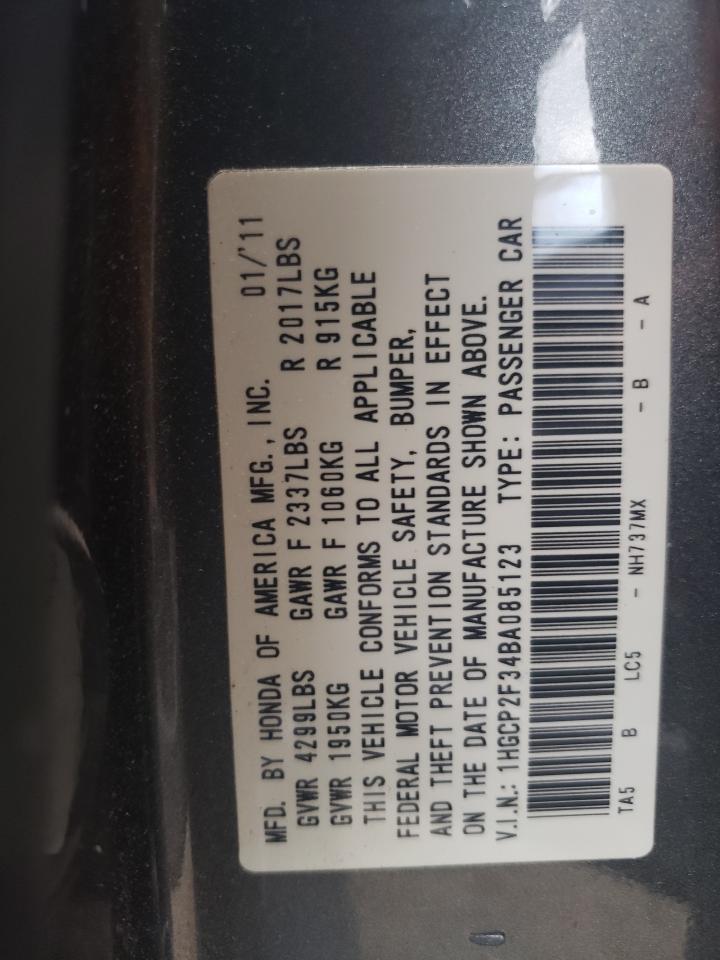 MFD. BY HONDA OF AMERICA MFG., INC. 01/'11
GVWR 4299LBS GAWR F 2337LBS R 2017LBS
GVWR 1950KG GAWR F 1060KG R 915KG
THIS VEHICLE CONFORMS TO ALL APPLICABLE
FEDERAL MOTOR VEHICLE SAFETY, BUMPER,
AND THEFT PREVENTION STANDARDS IN EFFECT
ON THE DATE OF MANUFACTURE SHOWN ABOVE.
V.I.N.: 1HGCP2F34BA085123 TYPE: PASSENGER CAR
TA5 B LC5 - NH737MX - B - A